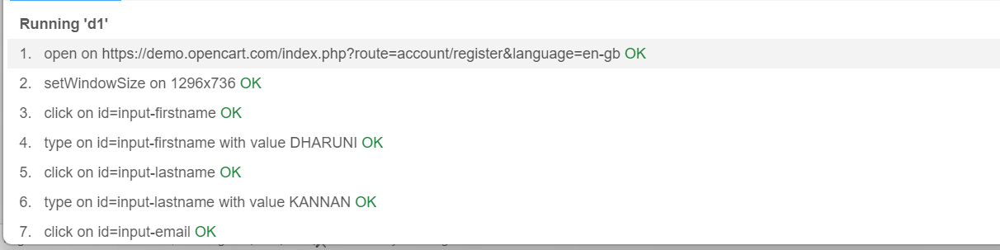 Running 'd1'
1. open on https://demo.opencart.com/index.php?route=account/register&language=en-gb OK
2. setWindowSize on 1296x736 OK
3. click on id=input-firstname OK
4. type on id=input-firstname with value DHARUNI OK
5. click on id=input-lastname OK
6. type on id=input-lastname with value KANNAN OK
7. click on id=input-email OK